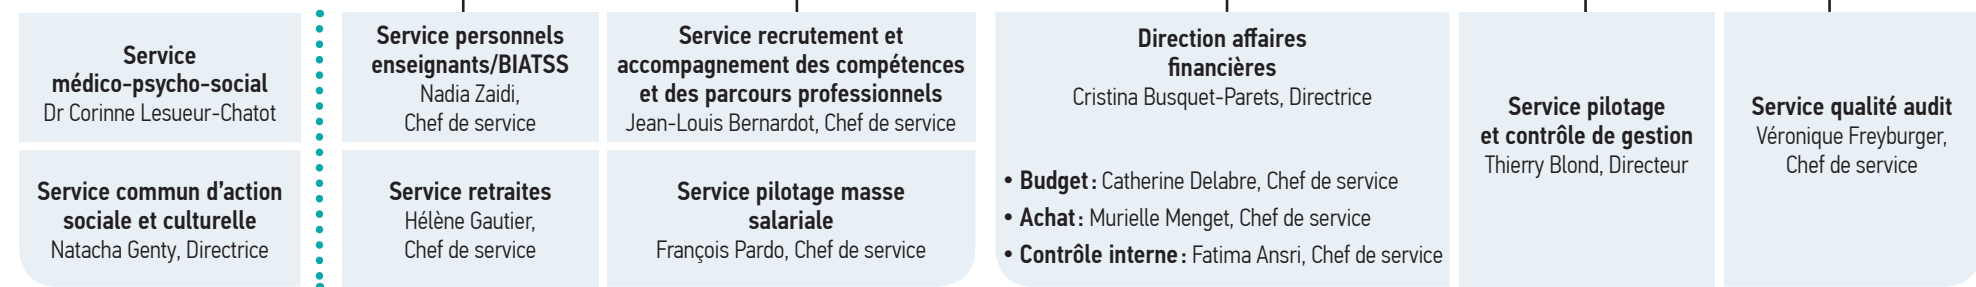 Service
médico-psycho-social
Dr Corinne Lesueur-Chatot
Service commun d’action
sociale et culturelle
Natacha Genty, Directrice
Service personnels
enseignants/BIATSS
Nadia Zaidi,
Chef de service
Service retraites
Hélène Gautier,
Chef de service
Service recrutement et
accompagnement des compétences
et des parcours professionnels
Jean-Louis Bernardot, Chef de service
Service pilotage masse
salariale
François Pardo, Chef de service
Direction affaires
financières
Cristina Busquet-Parets, Directrice
• Budget : Catherine Delabre, Chef de service
• Achat : Murielle Menget, Chef de service
• Contrôle interne : Fatima Ansri, Chef de service
Service pilotage
et contrôle de gestion
Thierry Blond, Directeur
Service qualité audit
Véronique Freyburger,
Chef de service